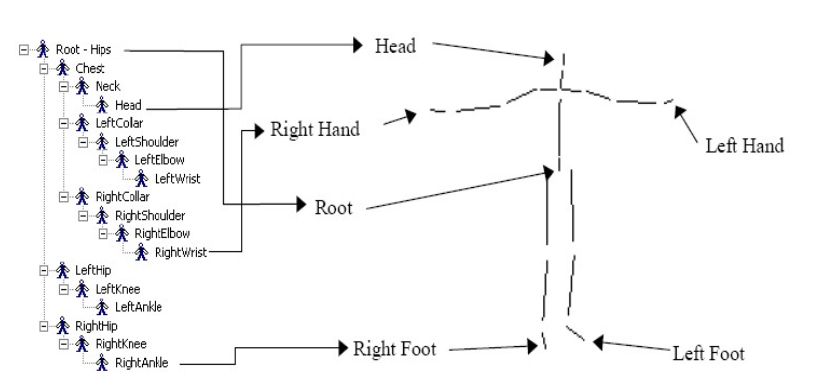 Root - Hips
Chest
Neck
Head
LeftCollar
LeftShoulder
LeftElbow
LeftWrist
RightCollar
RightShoulder
RightElbow
RightWrist
LeftHip
LeftKnee
LeftAnkle
RightHip
RightKnee
RightAnkle
Head
Right Hand
Left Hand
Root
Right Foot
Left Foot